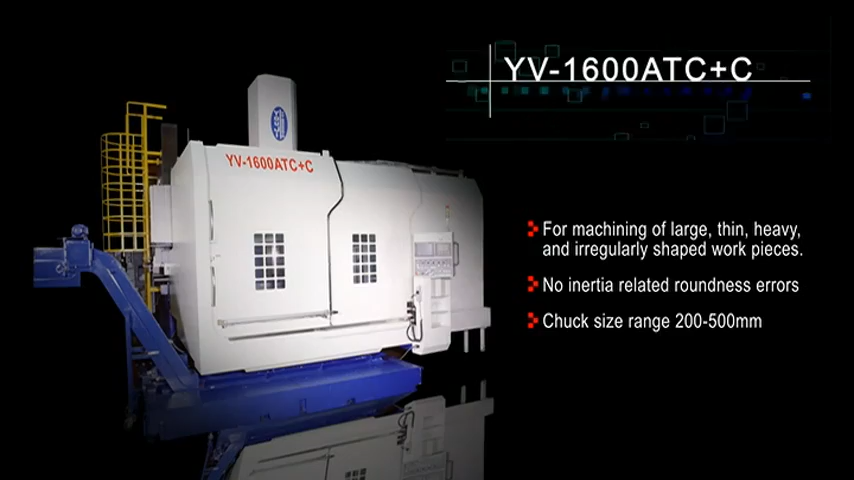 YV-1600ATC+C
YV-1600ATC+C
For machining of large, thin, heavy,
and irregularly shaped work pieces.
No inertia related roundness errors
Chuck size range 200-500mm